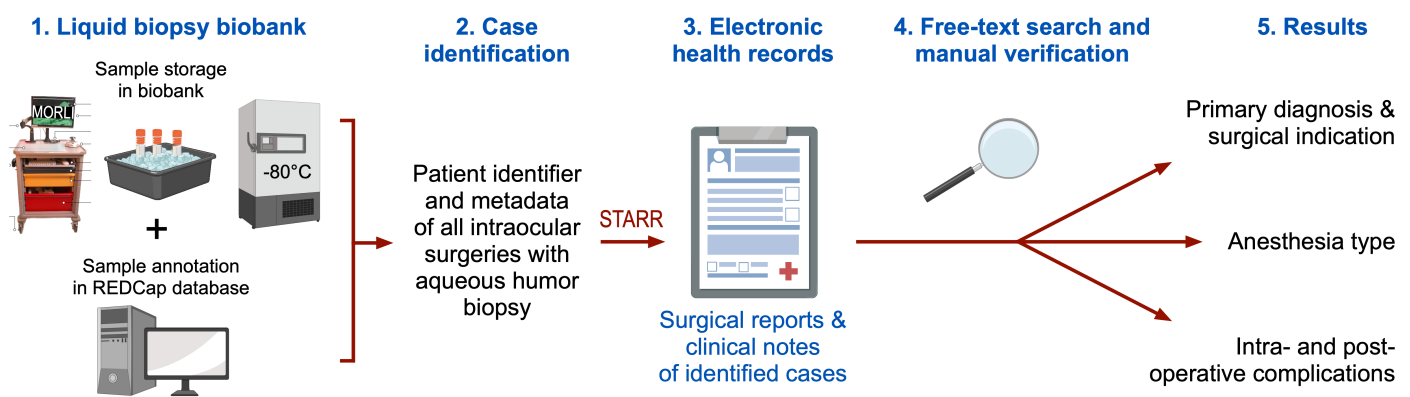 1. Liquid biopsy biobank
Sample storage
in biobank
MORLI
-80°C
+
Sample annotation
in REDCap database
2. Case
identification
Patient identifier
and metadata
of all intraocular
surgeries with
aqueous humor
biopsy
STARR
3. Electronic
health records
Surgical reports &
clinical notes
of identified cases
4. Free-text search and
manual verification
5. Results
Primary diagnosis &
surgical indication
Anesthesia type
Intra- and post-
operative complications